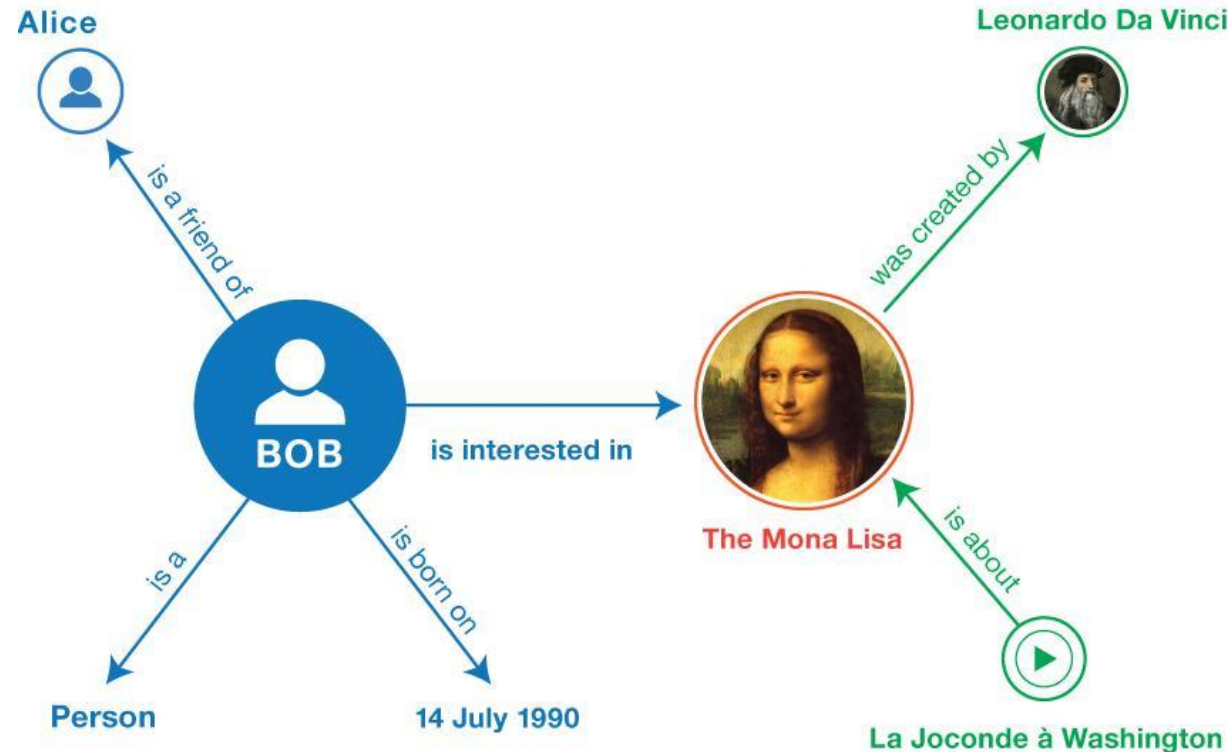 Alice
Leonardo Da Vinci
is a friend of
was created by
BOB
is interested in
The Mona Lisa
is a
is born on
is about
Person
14 July 1990
La Joconde à Washington